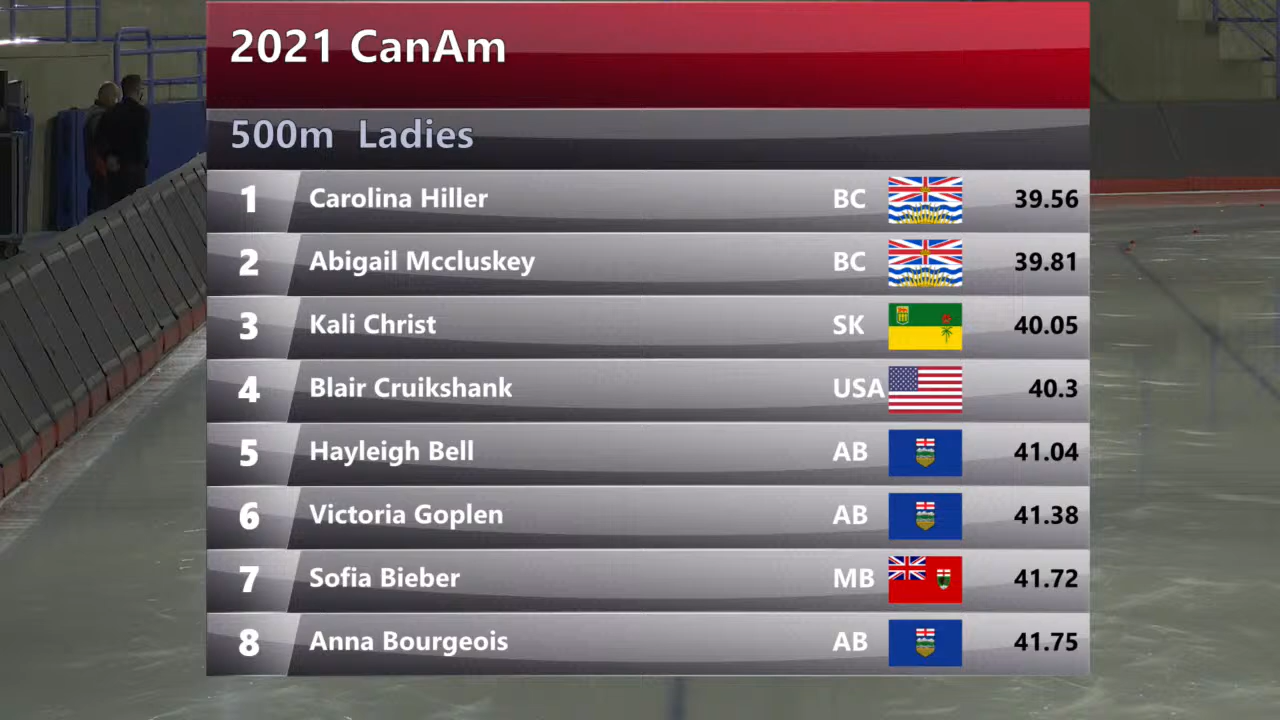 2021 CanAm
500m Ladies
1 Carolina Hiller BC 39.56
2 Abigail Mccluskey BC 39.81
3 Kali Christ SK 40.05
4 Blair Cruikshank USA 40.3
5 Hayleigh Bell AB 41.04
6 Victoria Goplen AB 41.38
7 Sofia Bieber MB 41.72
8 Anna Bourgeois AB 41.75